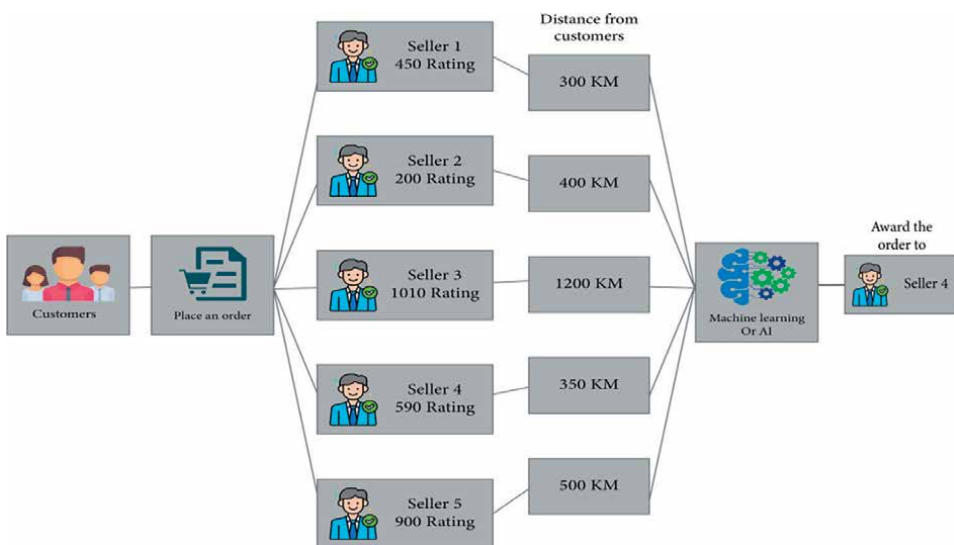 Distance from
customers
Seller 1
450 Rating
300 KM
Seller 2
200 Rating
400 KM
Customers
Place an order
Seller 3
1010 Rating
1200 KM
Machine learning
Or AI
Award the
order to
Seller 4
Seller 4
590 Rating
350 KM
Seller 5
900 Rating
500 KM